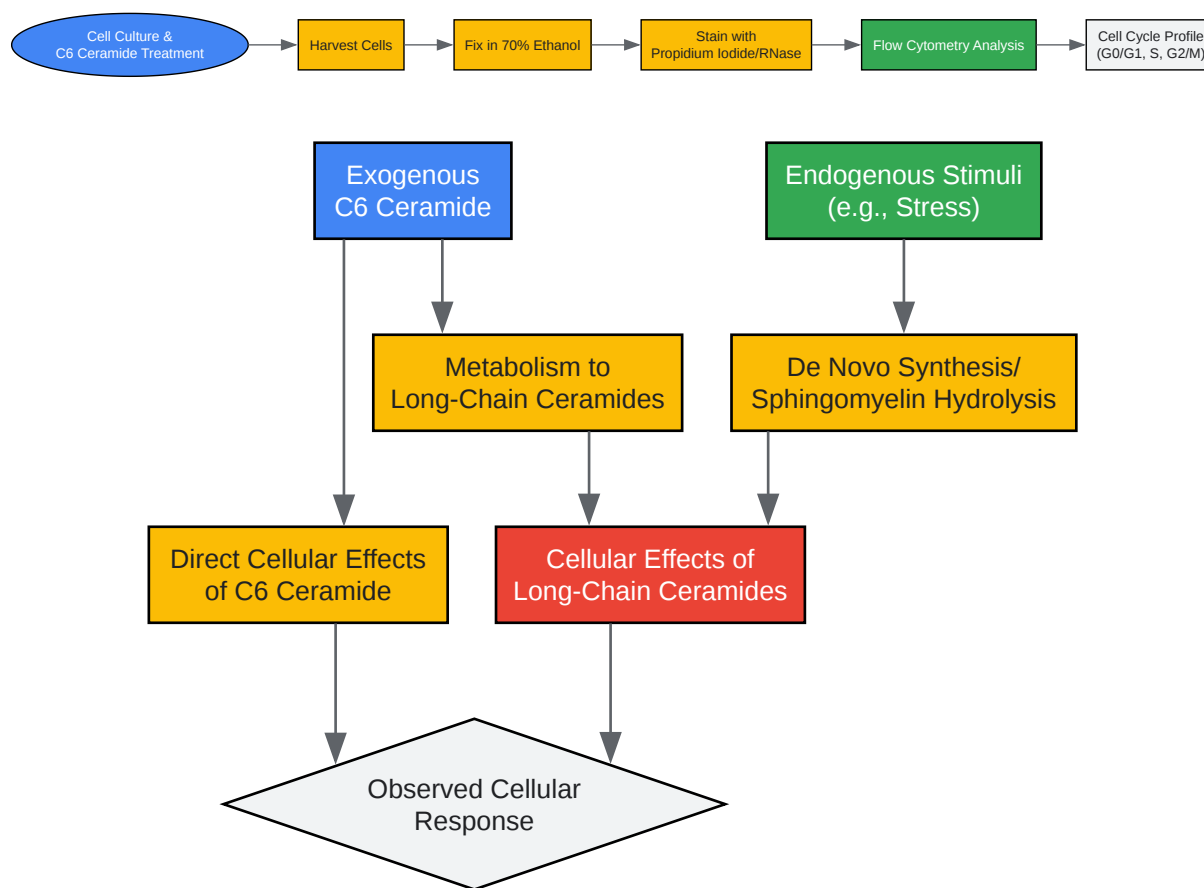 Cell Culture &
C6 Ceramide Treatment
Harvest Cells
Fix in 70% Ethanol
Stain with
Propidium Iodide/RNase
Flow Cytometry Analysis
Cell Cycle Profile
(G0/G1, S, G2/M)
Exogenous
C6 Ceramide
Endogenous Stimuli
(e.g., Stress)
Metabolism to
Long-Chain Ceramides
De Novo Synthesis/
Sphingomyelin Hydrolysis
Direct Cellular Effects
of C6 Ceramide
Cellular Effects of
Long-Chain Ceramides
Observed Cellular
Response